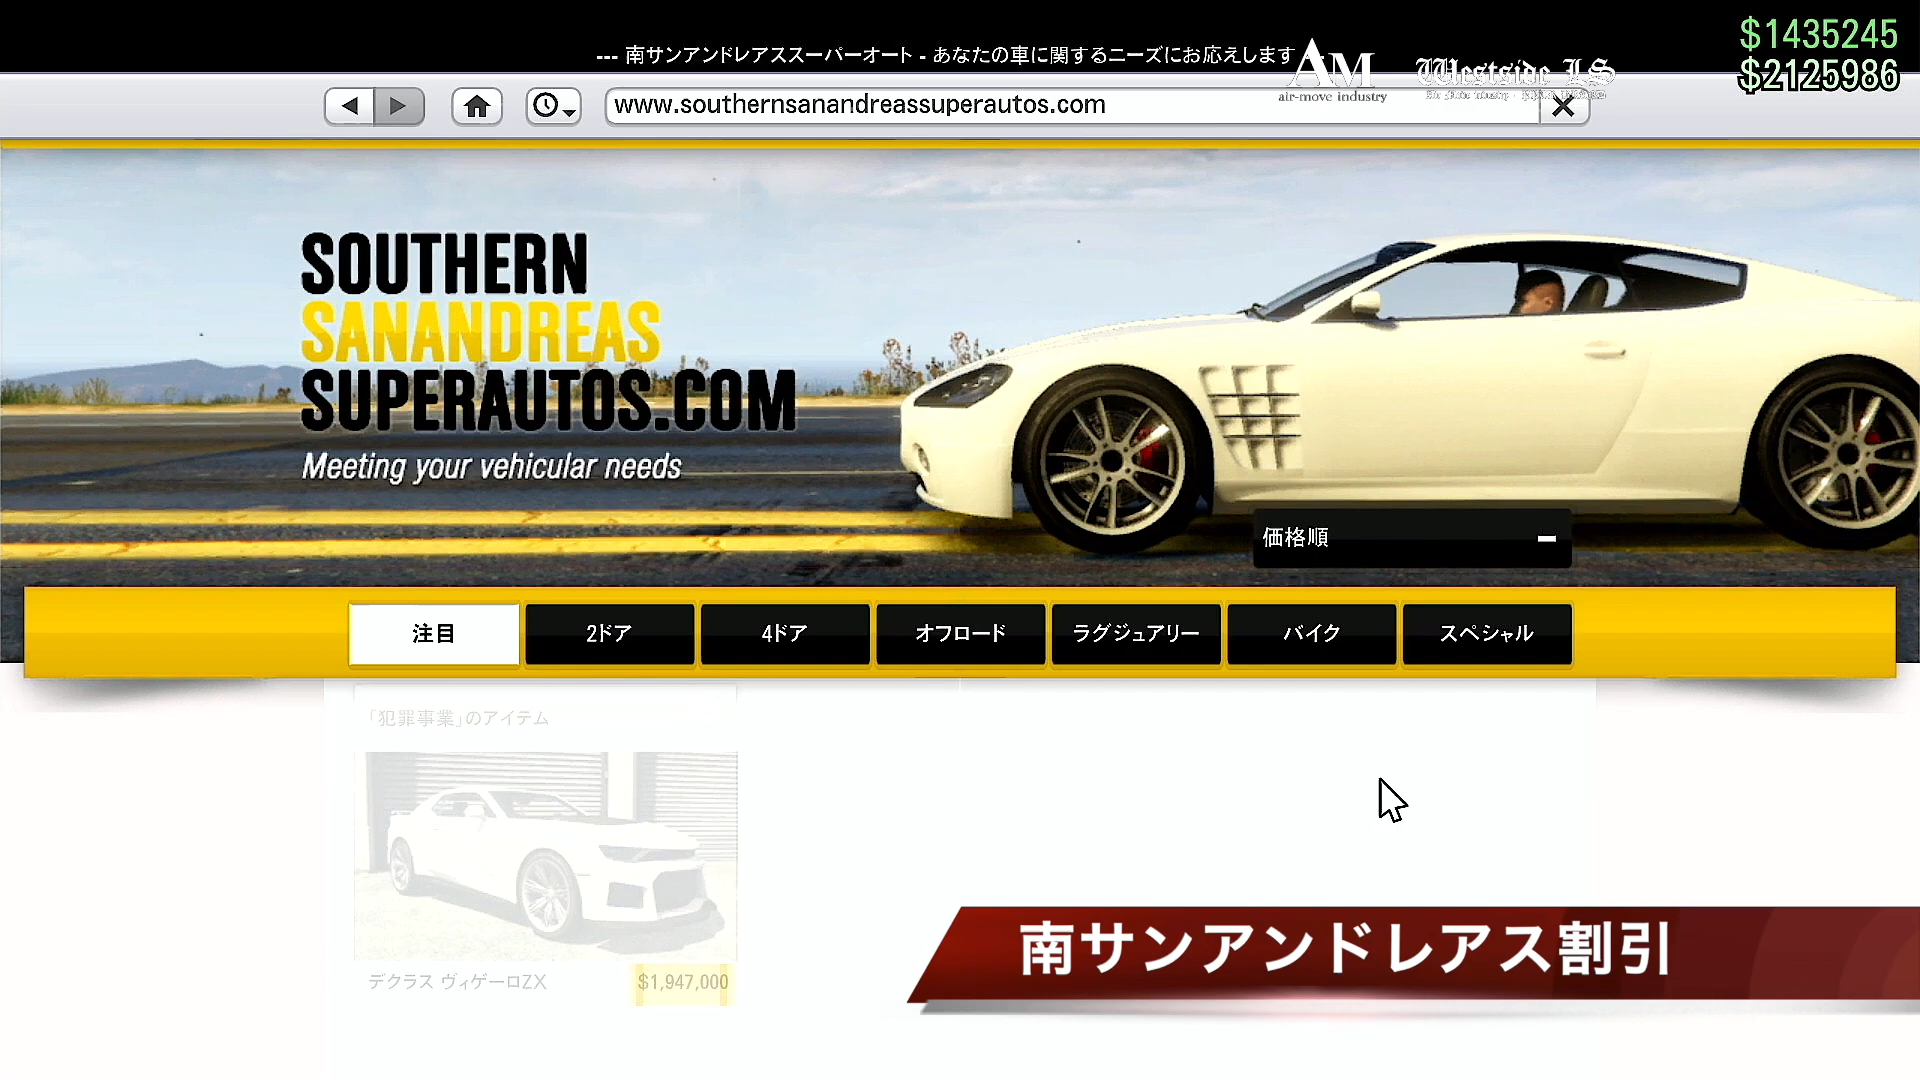 $1435245
--- 南サンアンドレアススーパーオート - あなたの車に関するニーズにお応えします
AM
air-move industry
Westside LS
$2125986
www.southernsanandreassuperautos.com
SOUTHERN
SANANDREAS
SUPERAUTOS.COM
Meeting your vehicular needs
価格順
注目
2ドア
4ドア
オフロード
ラグジュアリー
バイク
スペシャル
「犯罪事業」のアイテム
南サンアンドレアス割引
デクラス ヴィゲーロZX
$1,947,000